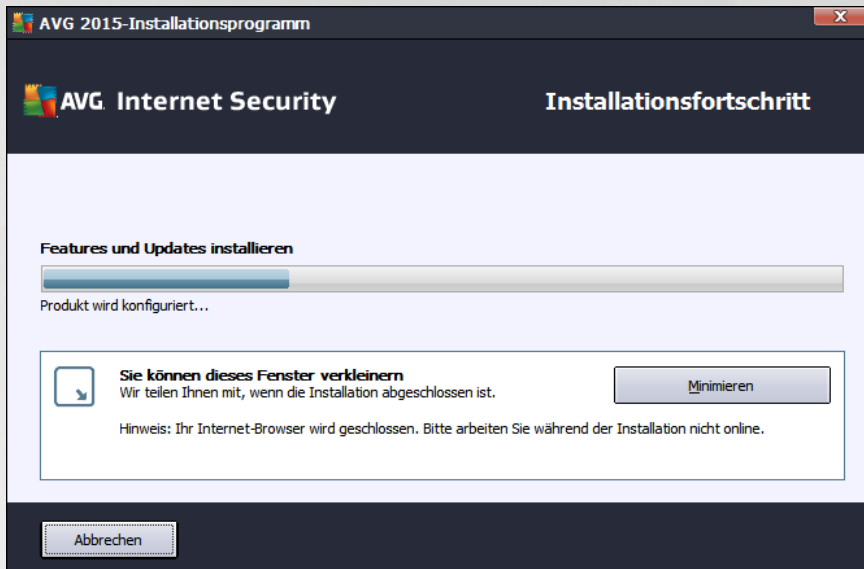 AVG 2015-Installationsprogramm
AVG Internet Security
Installationsfortschritt
Features und Updates installieren
Produkt wird konfiguriert...
Sie können dieses Fenster verkleinern
Wir teilen Ihnen mit, wenn die Installation abgeschlossen ist.
Minimieren
Hinweis: Ihr Internet-Browser wird geschlossen. Bitte arbeiten Sie während der Installation nicht online.
Abbrechen